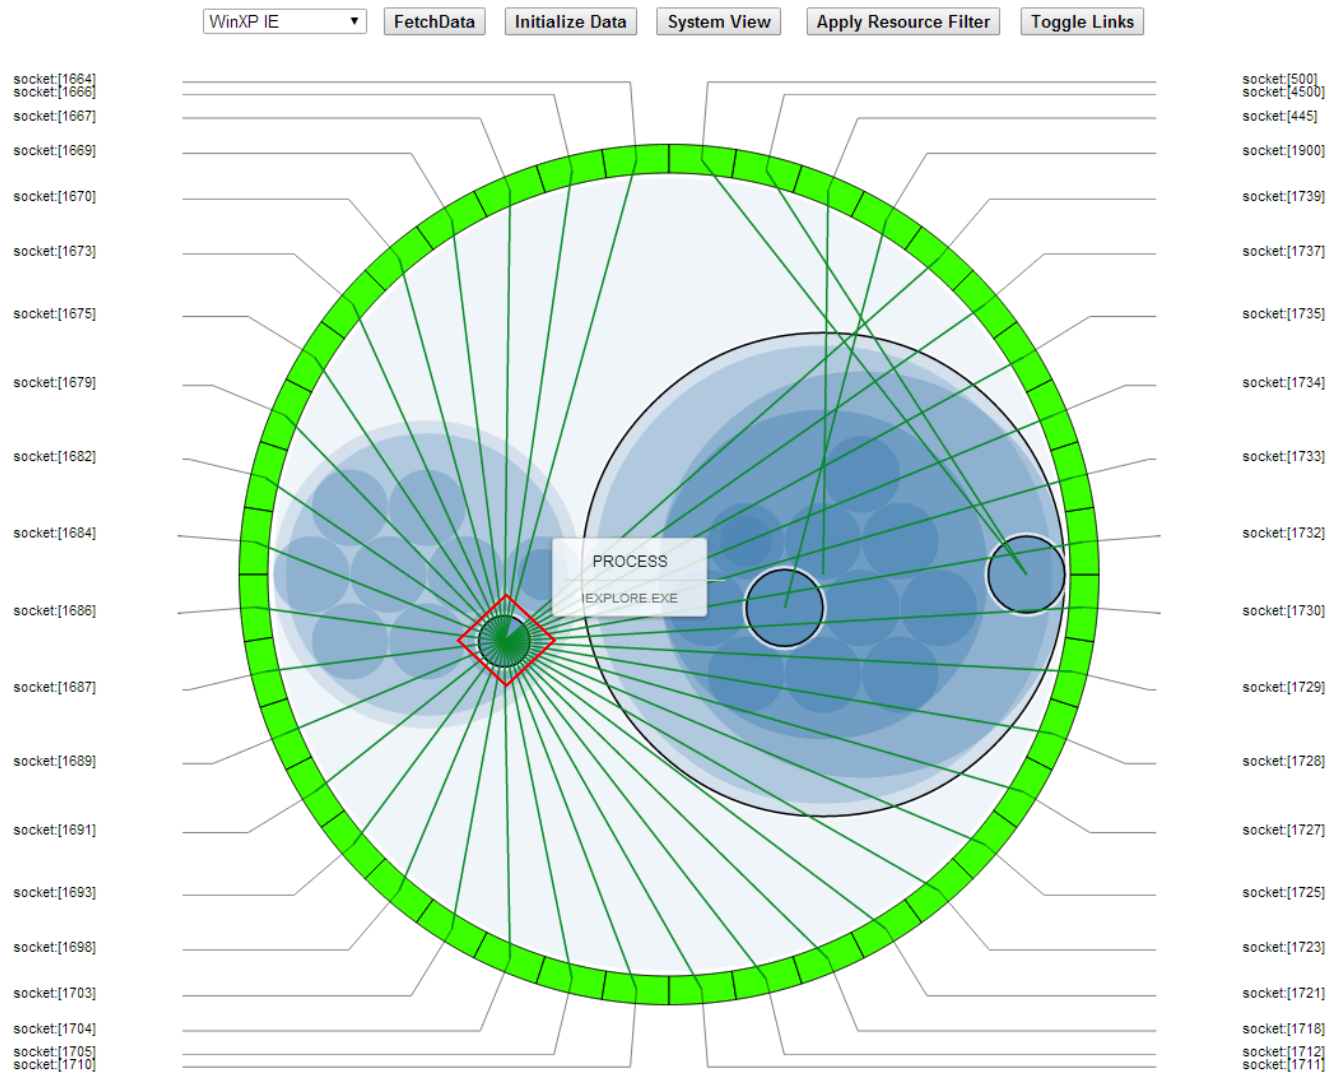 WinXP IE
FetchData
Initialize Data
System View
Apply Resource Filter
Toggle Links
socket:[1664]
socket:[1666]
socket:[1667]
socket:[1669]
socket:[1670]
socket:[1673]
socket:[1675]
socket:[1679]
socket:[1682]
socket:[1684]
socket:[1686]
socket:[1687]
socket:[1689]
socket:[1691]
socket:[1693]
socket:[1698]
socket:[1703]
socket:[1704]
socket:[1705]
socket:[1710]
PROCESS
IEXPLORE.EXE
socket:[500]
socket:[4500]
socket:[445]
socket:[1900]
socket:[1739]
socket:[1737]
socket:[1735]
socket:[1734]
socket:[1733]
socket:[1732]
socket:[1730]
socket:[1729]
socket:[1728]
socket:[1727]
socket:[1725]
socket:[1723]
socket:[1721]
socket:[1718]
socket:[1712]
socket:[1711]